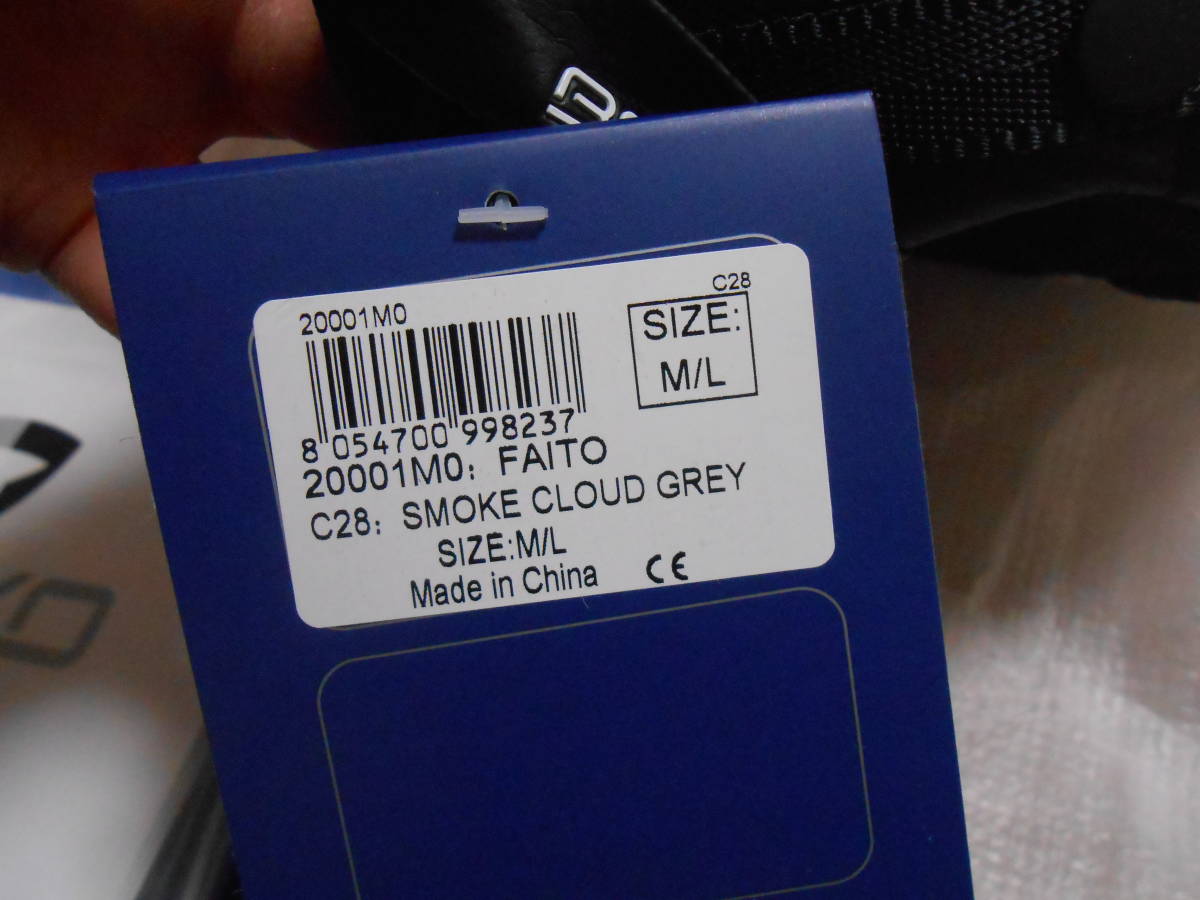 20001M0
C28
SIZE:
M/L
8 054700 998237
20001M0: FAITO
C28: SMOKE CLOUD GREY
SIZE:M/L
Made in China CE